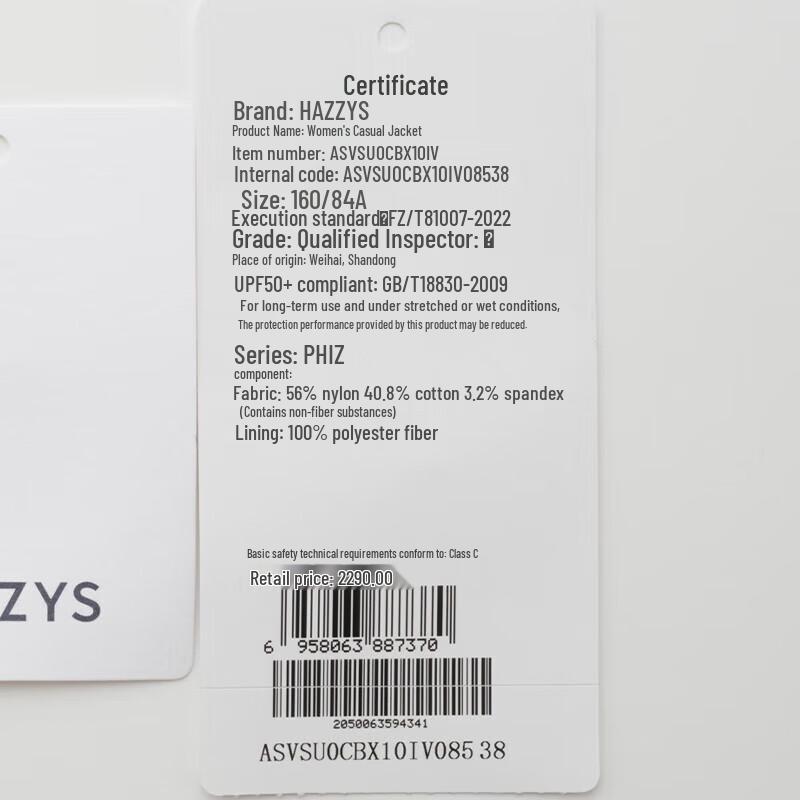 Certificate
Brand: HAZZYS
Product Name: Women's Casual Jacket
Item number: ASVSU0CBX10IV
Internal code: ASVSU0CBX10IV08538
Size: 160/84A
Execution standard FZ/T81007-2022
Grade: Qualified Inspector:
Place of origin: Weihai, Shandong
UPF50+ compliant: GB/T18830-2009
For long-term use and under stretched or wet conditions,
The protection performance provided by this product may be reduced.
Series: PHIZ
component:
Fabric: 56% nylon 40.8% cotton 3.2% spandex
(Contains non-fiber substances)
Lining: 100% polyester fiber
Basic safety technical requirements conform to: Class C
Retail price: 2290.00
6 958063 887370
2050063594341
ASVSU0CBX10IV08538
ZYS